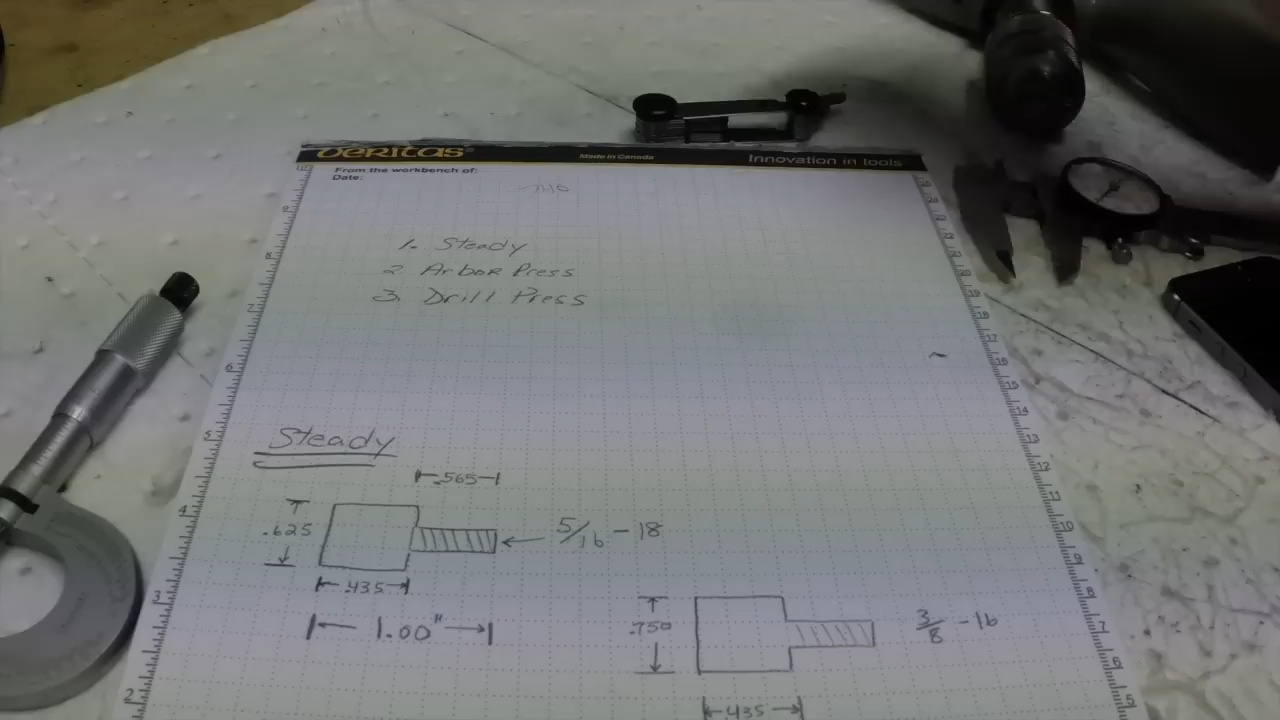 VERITAS® Made in Canada Innovation in tools
From the workbench of:
Date:
1. Steady
2. Arbor Press
3. Drill Press
Steady
.565
.625
5/16 - 18
.435
1.00"
.750
3/8 - 16
.435